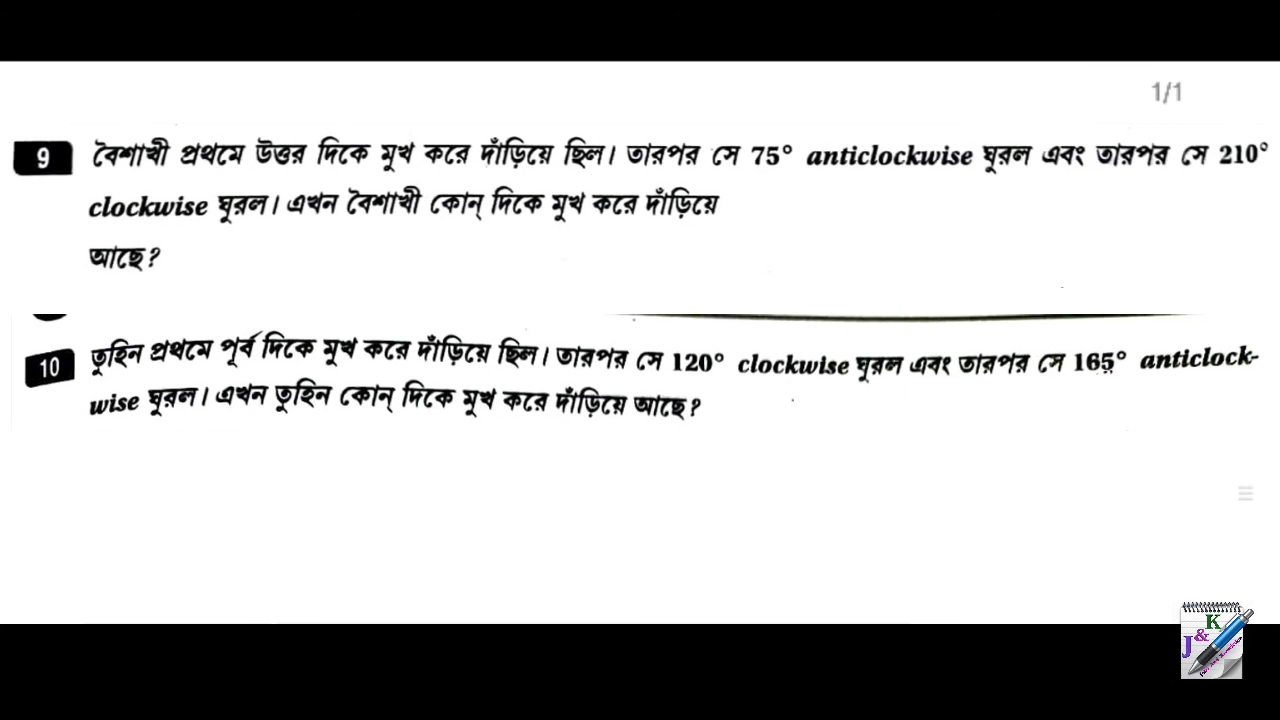 1/1
9 বৈশাখী প্রথমে উত্তর দিকে মুখ করে দাঁড়িয়ে ছিল। তারপর সে 75° anticlockwise ঘুরল এবং তারপর সে 210°
clockwise ঘুরল। এখন বৈশাখী কোন্ দিকে মুখ করে দাঁড়িয়ে
আছে?
10 তুহিন প্রথমে পূর্ব দিকে মুখ করে দাঁড়িয়ে ছিল। তারপর সে 120° clockwise ঘুরল এবং তারপর সে 165° anticlock-
wise ঘুরল। এখন তুহিন কোন্ দিকে মুখ করে দাঁড়িয়ে আছে?
J&K